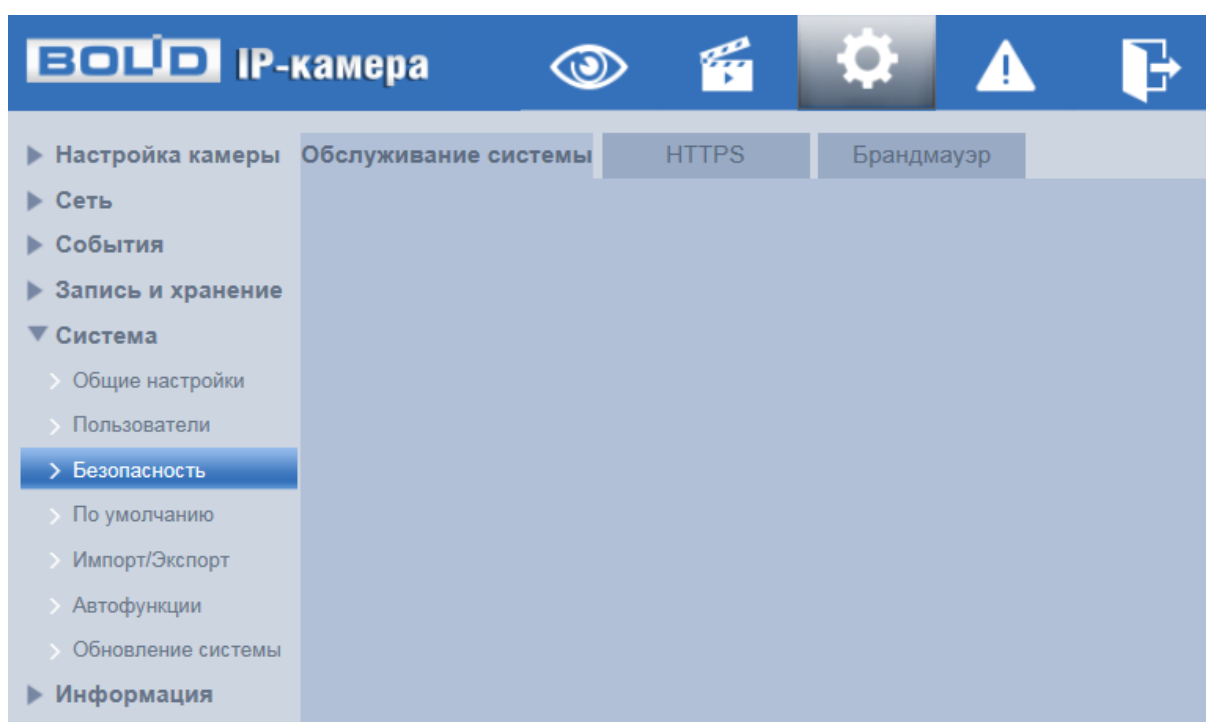 BOLID IP-камера
Настройка камеры
Обслуживание системы
HTTPS
Брандмауэр
Сеть
События
Запись и хранение
Система
Общие настройки
Пользователи
Безопасность
По умолчанию
Импорт/Экспорт
Автофункции
Обновление системы
Информация